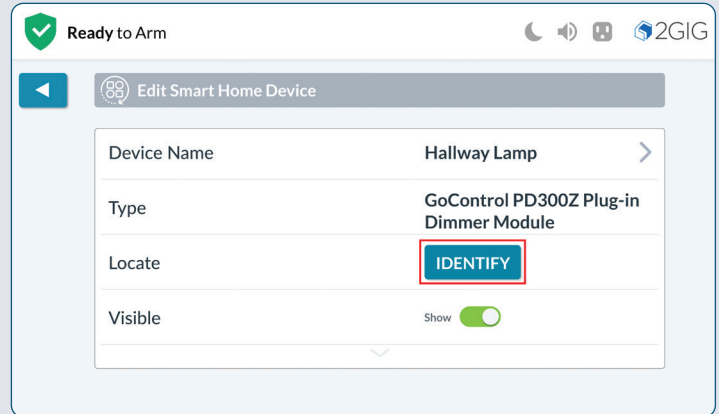 Ready to Arm
2GIG
Edit Smart Home Device
Device Name
Hallway Lamp
Type
GoControl PD300Z Plug-in
Dimmer Module
Locate
IDENTIFY
Visible
Show